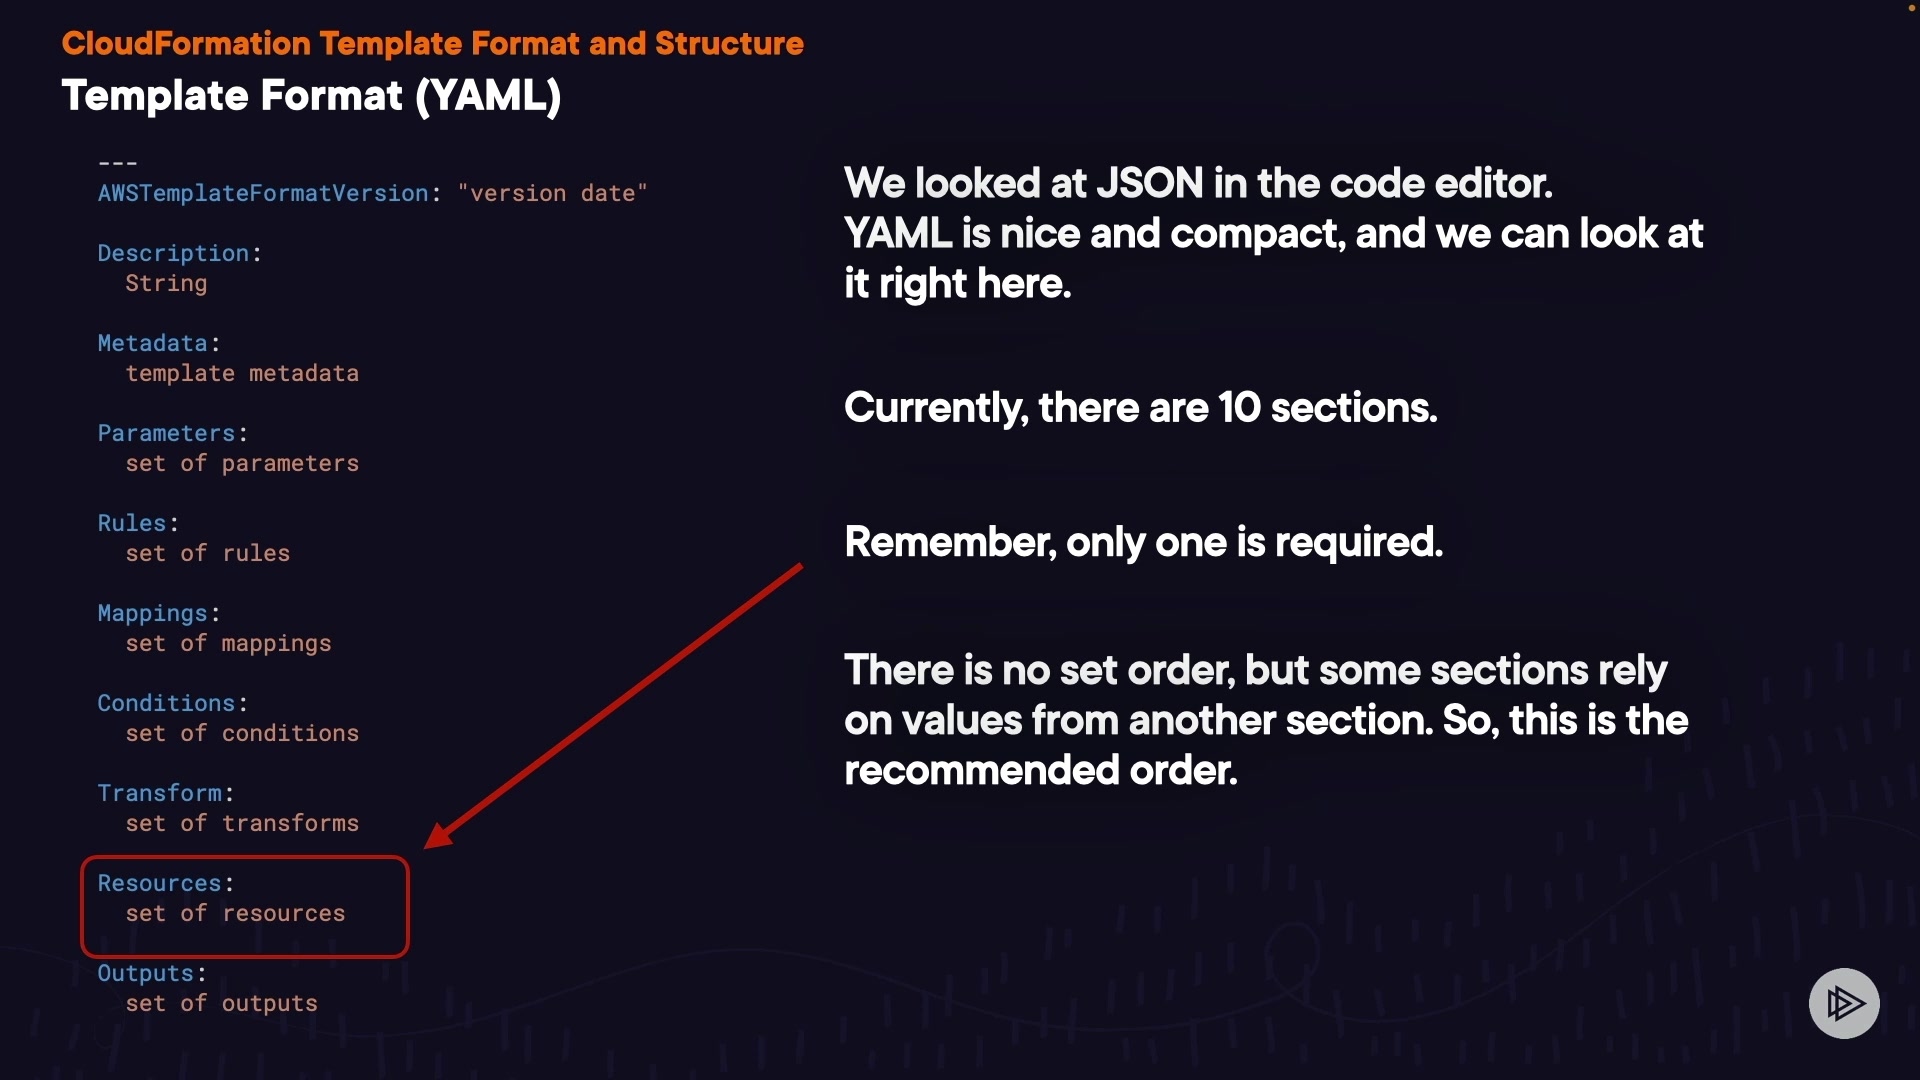 CloudFormation Template Format and Structure
Template Format (YAML)
---
AWSTemplateFormatVersion: "version date"
Description:
String
Metadata:
template metadata
Parameters:
set of parameters
Rules:
set of rules
Mappings:
set of mappings
Conditions:
set of conditions
Transform:
set of transforms
Resources:
set of resources
Outputs:
set of outputs
We looked at JSON in the code editor.
YAML is nice and compact, and we can look at
it right here.
Currently, there are 10 sections.
Remember, only one is required.
There is no set order, but some sections rely
on values from another section. So, this is the
recommended order.